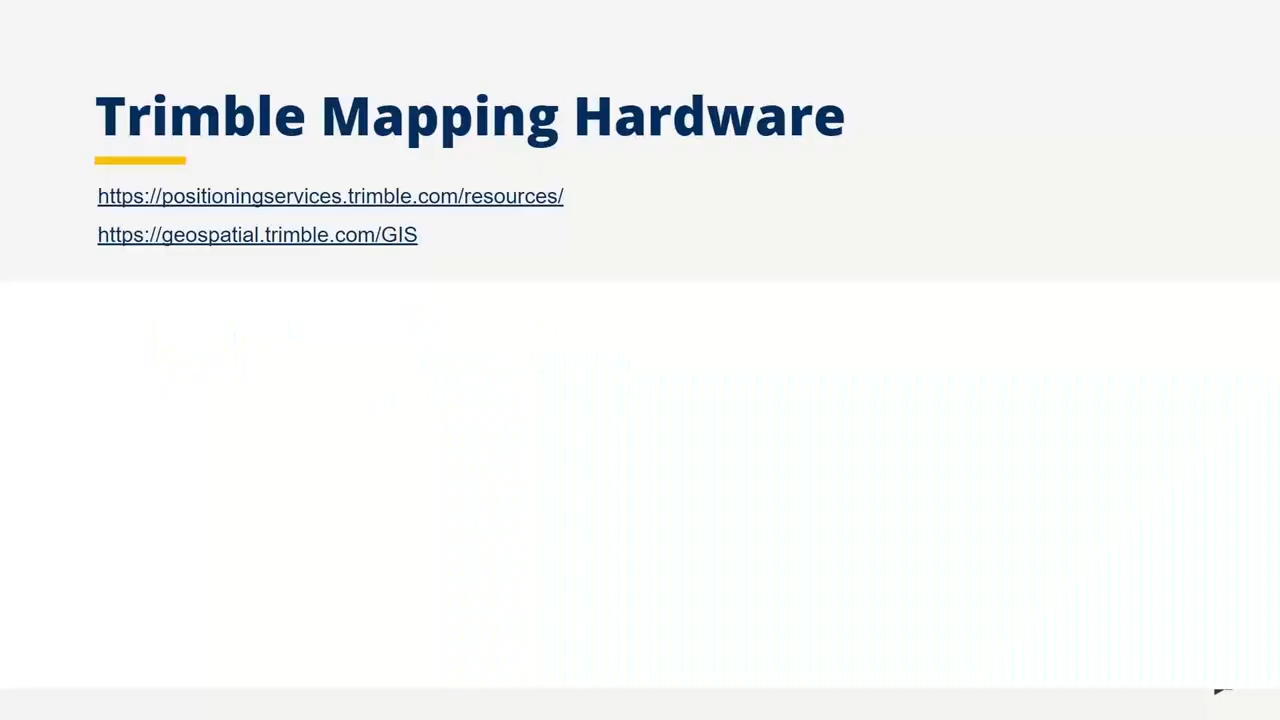 Trimble Mapping Hardware
https://positioningservices.trimble.com/resources/
https://geospatial.trimble.com/GIS